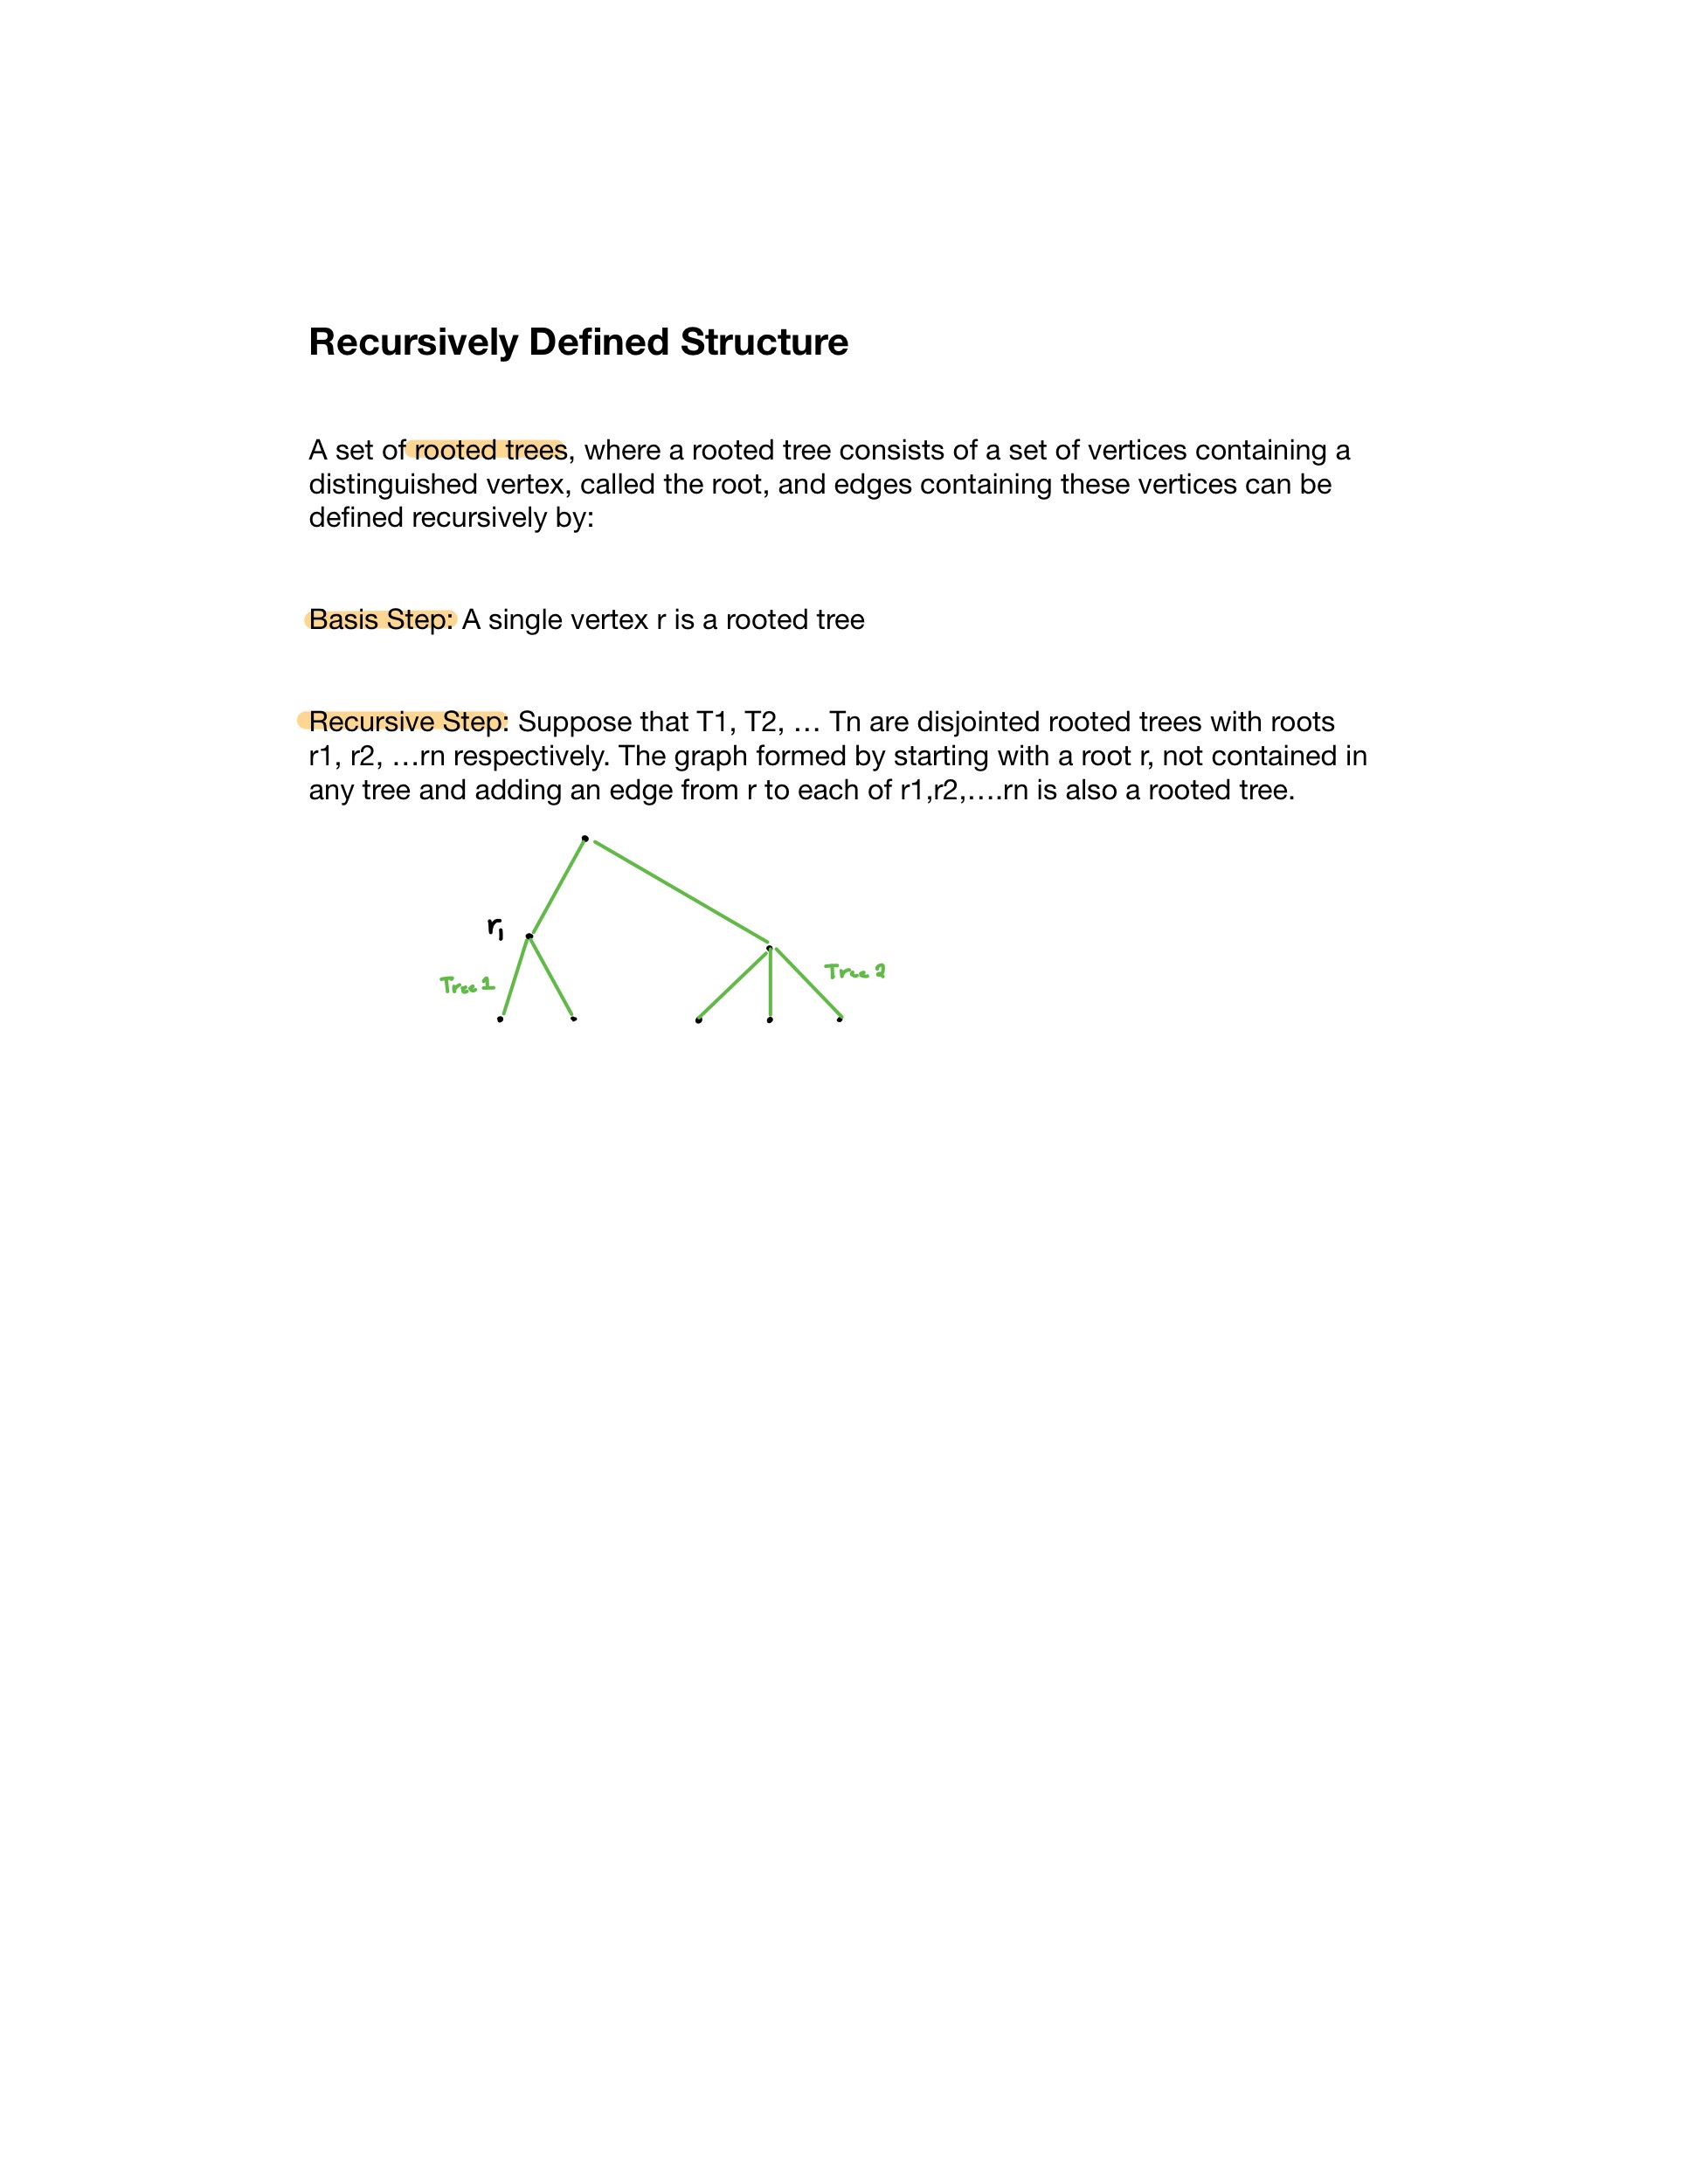 Recursively Defined Structure
A set of rooted trees, where a rooted tree consists of a set of vertices containing a
distinguished vertex, called the root, and edges containing these vertices can be
defined recursively by:
Basis Step: A single vertex r is a rooted tree
Recursive Step: Suppose that T1, T2, … Tn are disjointed rooted trees with roots
r1, r2, …rn respectively. The graph formed by starting with a root r, not contained in
any tree and adding an edge from r to each of r1,r2,….rn is also a rooted tree.
r₁
Tree 1
Tree 2